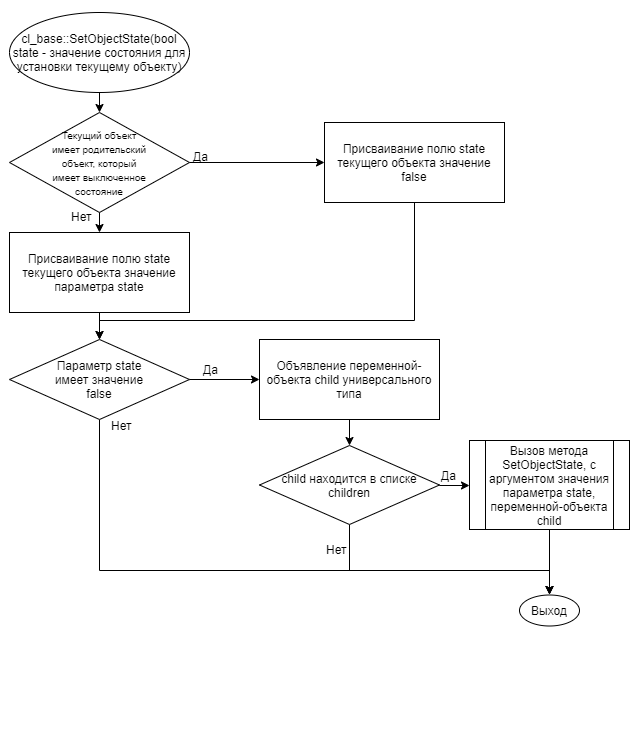 cl_base::SetObjectState(bool
state - значение состояния для
установки текущему объекту)
Текущий объект
имеет родительский
объект, который
имеет выключенное
состояние
Да
Присваивание полю state
текущего объекта значение
false
Нет
Присваивание полю state
текущего объекта значение
параметра state
Параметр state
имеет значение
false
Да
Объявление переменной-
объекта child универсального
типа
Нет
child находится в списке
children
Да
Вызов метода
SetObjectState, с
аргументом значения
параметра state,
переменной-объекта
child
Нет
Выход